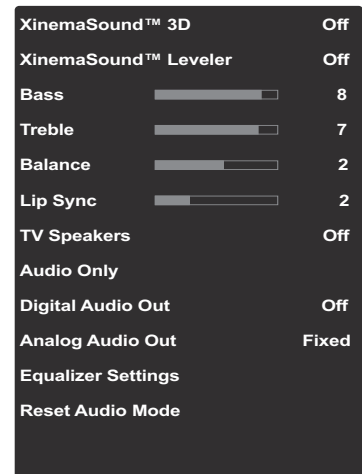 XinemaSound™ 3D Off
XinemaSound™ Leveler Off
Bass 8
Treble 7
Balance 2
Lip Sync 2
TV Speakers Off
Audio Only
Digital Audio Out Off
Analog Audio Out Fixed
Equalizer Settings
Reset Audio Mode